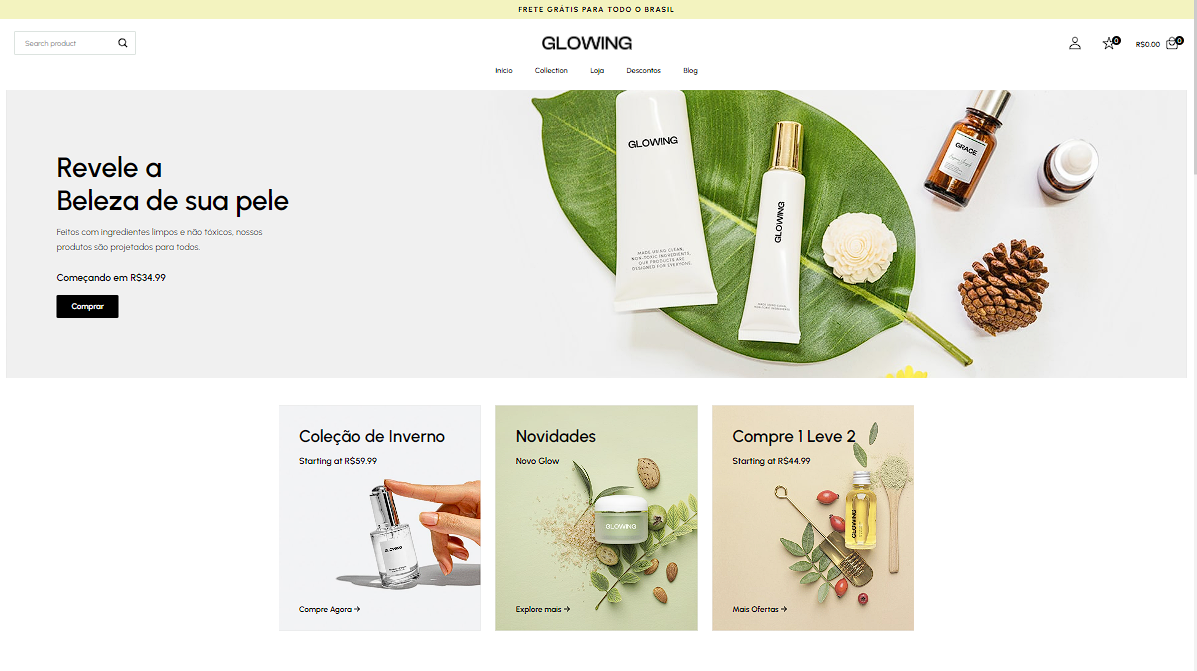 FRETE GRÁTIS PARA TODO O BRASIL
Search product
GLOWING
0
R$0.00
0
Inicio
Collection
Loja
Descontos
Blog
Revele a
Beleza de sua pele
Feitos com ingredientes limpos e não tóxicos, nossos
produtos são projetados para todos.
Começando em R$34.99
Comprar
GLOWING
MADE USING CLEAN,
NON-TOXIC INGREDIENTS,
OUR PRODUCTS ARE
DESIGNED FOR EVERYONE.
GLOWING
GRACE
Coleção de Inverno
Starting at R$59.99
GLOWING
Compre Agora →
Novidades
Novo Glow
GLOWING
Explore mais →
Compre 1 Leve 2
Starting at R$44.99
GLOWING
Mais Ofertas →